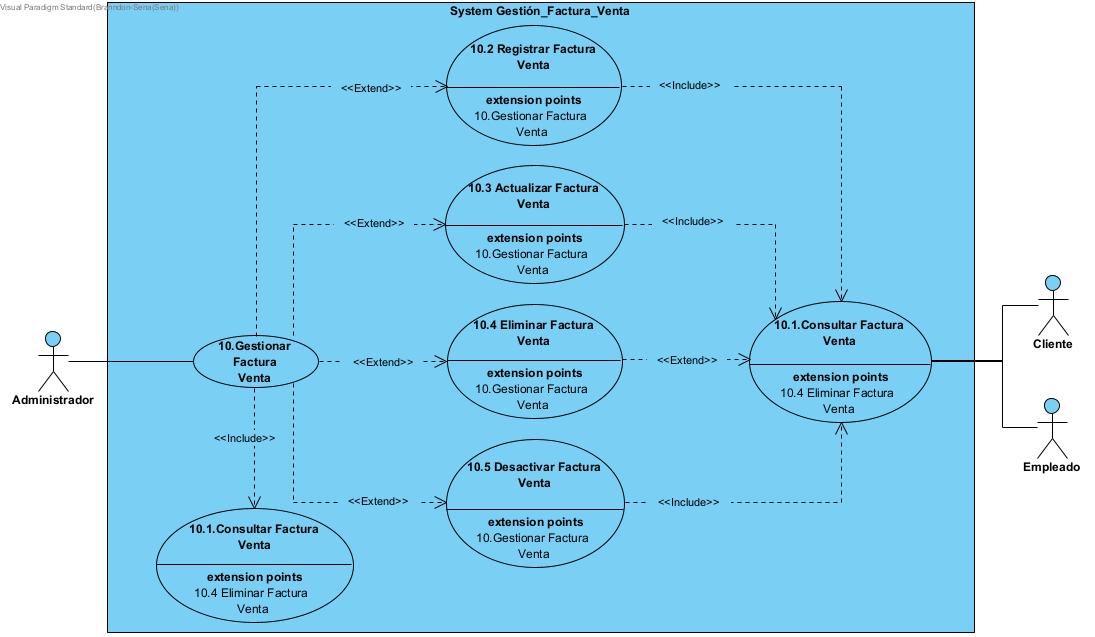 Visual Paradigm Standard(Brandon-Sena(Sena))
System Gestión_Factura_Venta
10.2 Registrar Factura
Venta
extension points
10.Gestionar Factura
Venta
<<Extend>>
<<Include>>
10.3 Actualizar Factura
Venta
extension points
10.Gestionar Factura
Venta
<<Extend>>
<<Include>>
10.4 Eliminar Factura
Venta
extension points
10.Gestionar Factura
Venta
<<Extend>>
<<Extend>>
10.Gestionar
Factura
Venta
Administrador
10.1.Consultar Factura
Venta
extension points
10.4 Eliminar Factura
Venta
Cliente
Empleado
<<Include>>
10.5 Desactivar Factura
Venta
extension points
10.Gestionar Factura
Venta
<<Extend>>
<<Include>>
10.1.Consultar Factura
Venta
extension points
10.4 Eliminar Factura
Venta